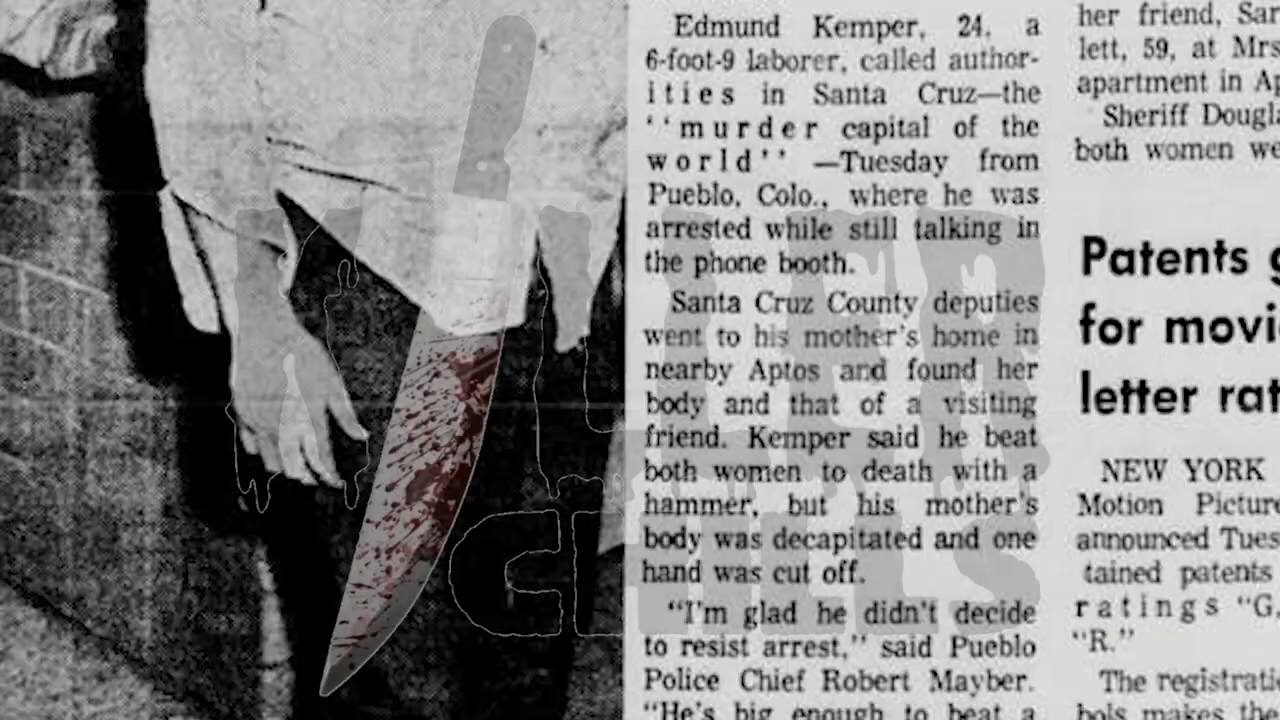 Edmund Kemper, 24, a
6-foot-9 laborer, called author-
ities in Santa Cruz—the
‘‘murder capital of the
world’’ —Tuesday from
Pueblo, Colo., where he was
arrested while still talking in
the phone booth.
Santa Cruz County deputies
went to his mother's home in
nearby Aptos and found her
body and that of a visiting
friend. Kemper said he beat
both women to death with a
hammer, but his mother's
body was decapitated and one
hand was cut off.
“I'm glad he didn't decide
to resist arrest,” said Pueblo
Police Chief Robert Mayber.
“He's big enough to beat a
her friend, Sar
lett, 59, at Mrs
apartment in Ap
Sheriff Dougla
both women we
Patents g
for movi
letter rat
NEW YORK
Motion Picture
announced Tues
tained patents
ratings “G,
“R.”
The registrati
bols makes the
CHILLS